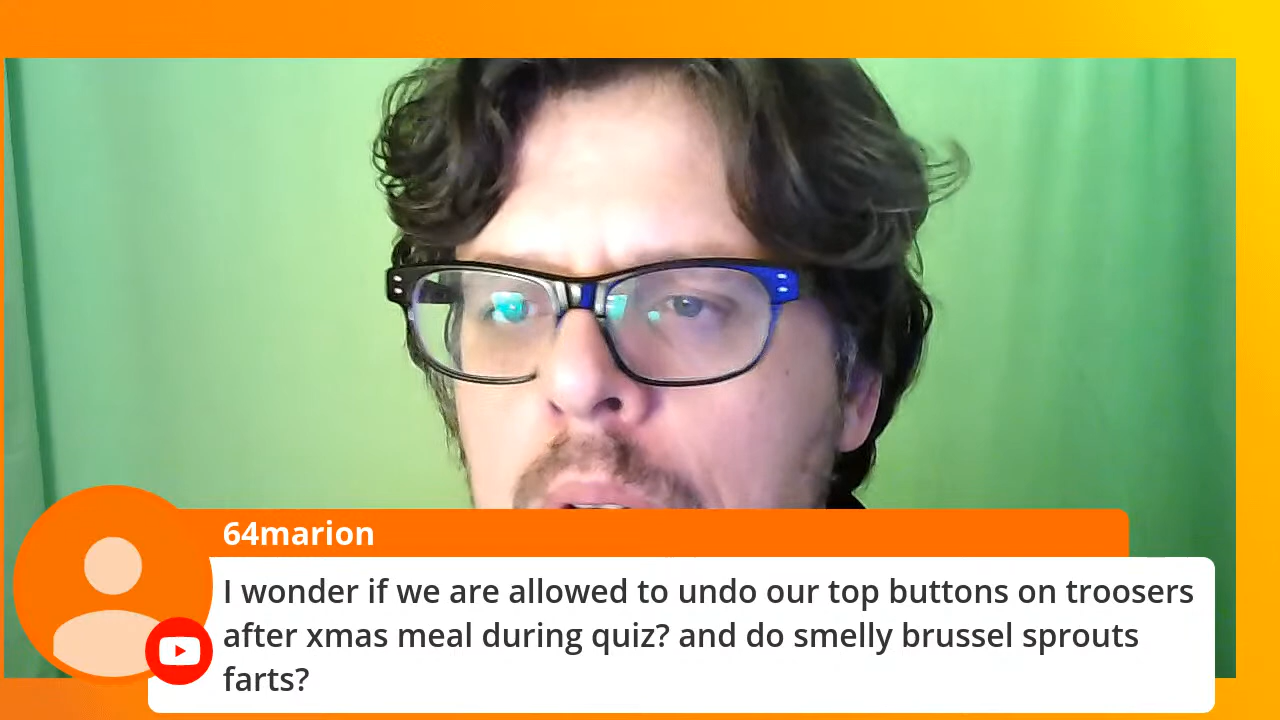 64marion
I wonder if we are allowed to undo our top buttons on troosers
after xmas meal during quiz? and do smelly brussel sprouts
farts?